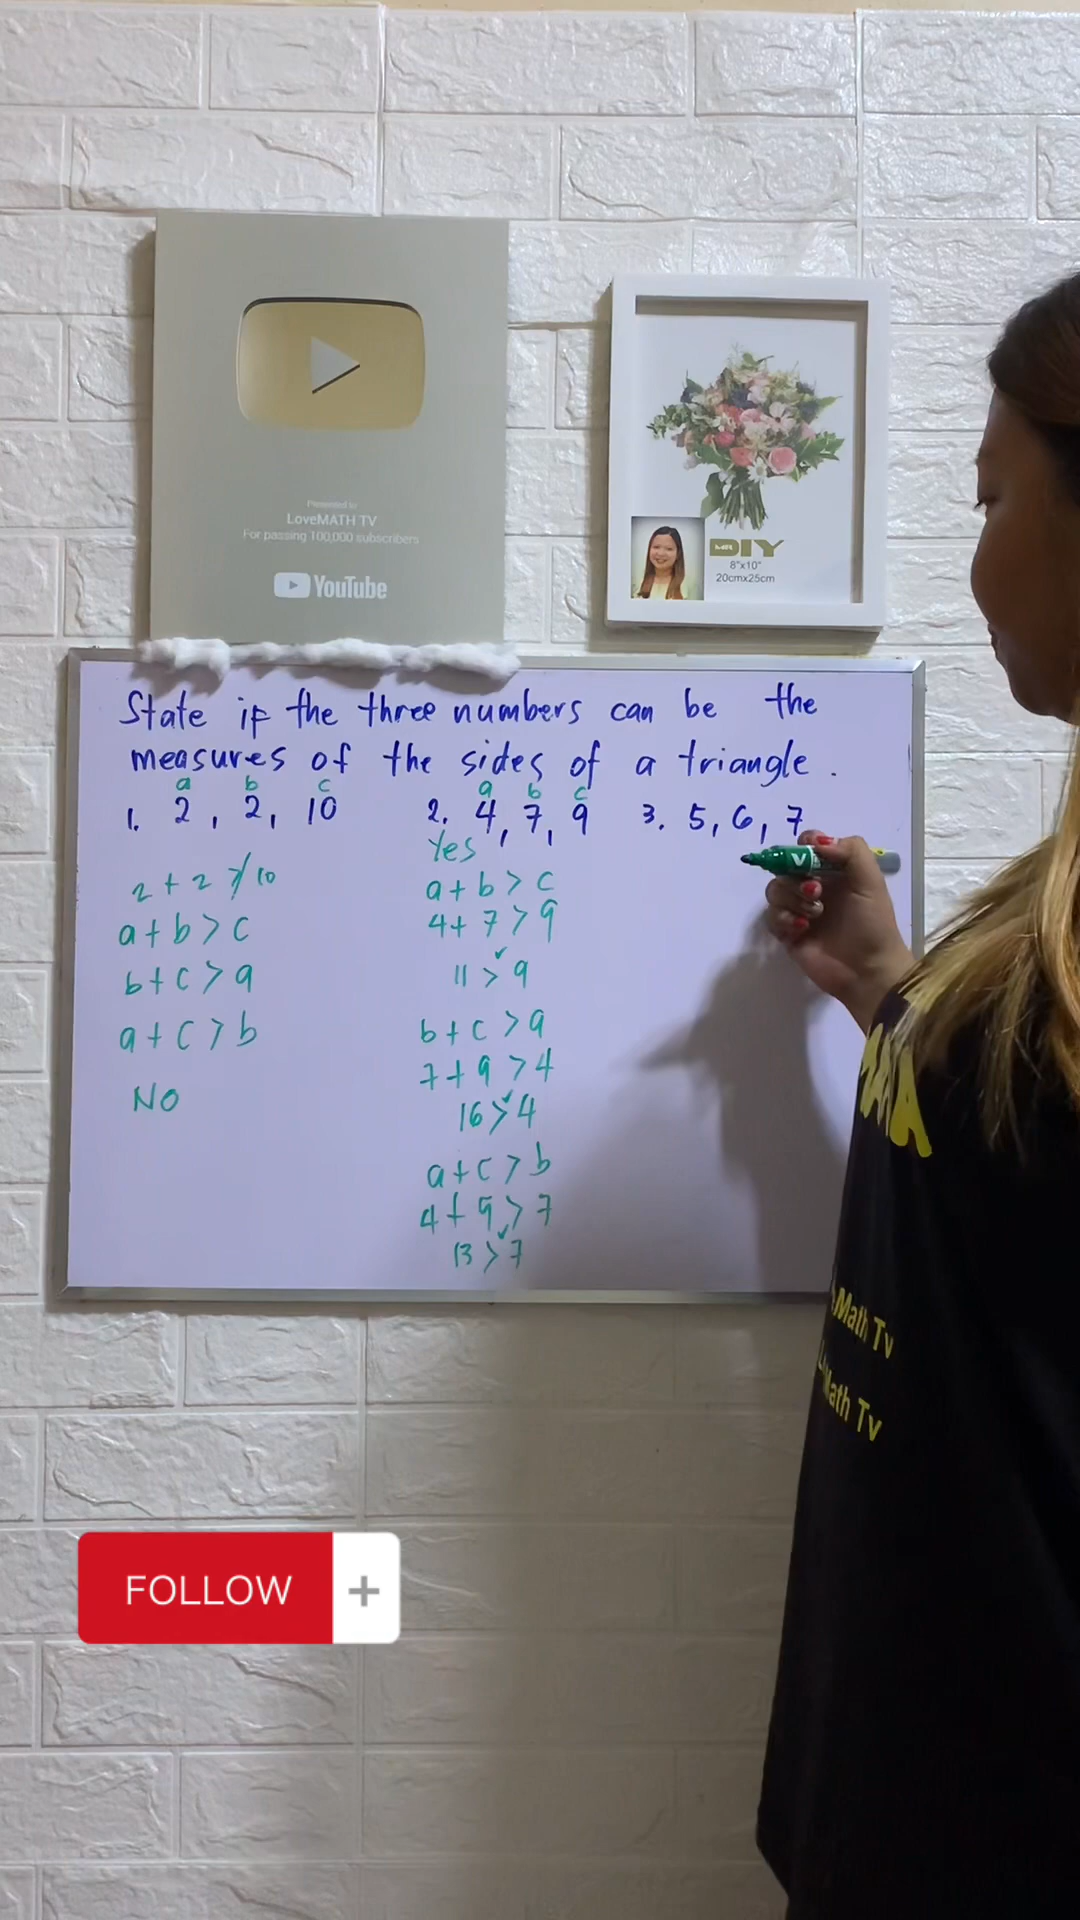 Presented to
LoveMATH TV
For passing 100,000 subscribers
YouTube
MR DIY
8"x10"
20cmx25cm
State if the three numbers can be the
measures of the sides of a triangle.
a b c
1. 2, 2, 10
2 + 2 ≯ 10
a + b > c
b + c > a
a + c > b
NO
a b c
2. 4, 7, 9
Yes
a + b > c
4 + 7 > 9
11 > 9 ✓
b + c > a
7 + 9 > 4
16 > 4 ✓
a + c > b
4 + 9 > 7
13 > 7 ✓
3. 5, 6, 7
V
Math Tv
Math Tv
FOLLOW +